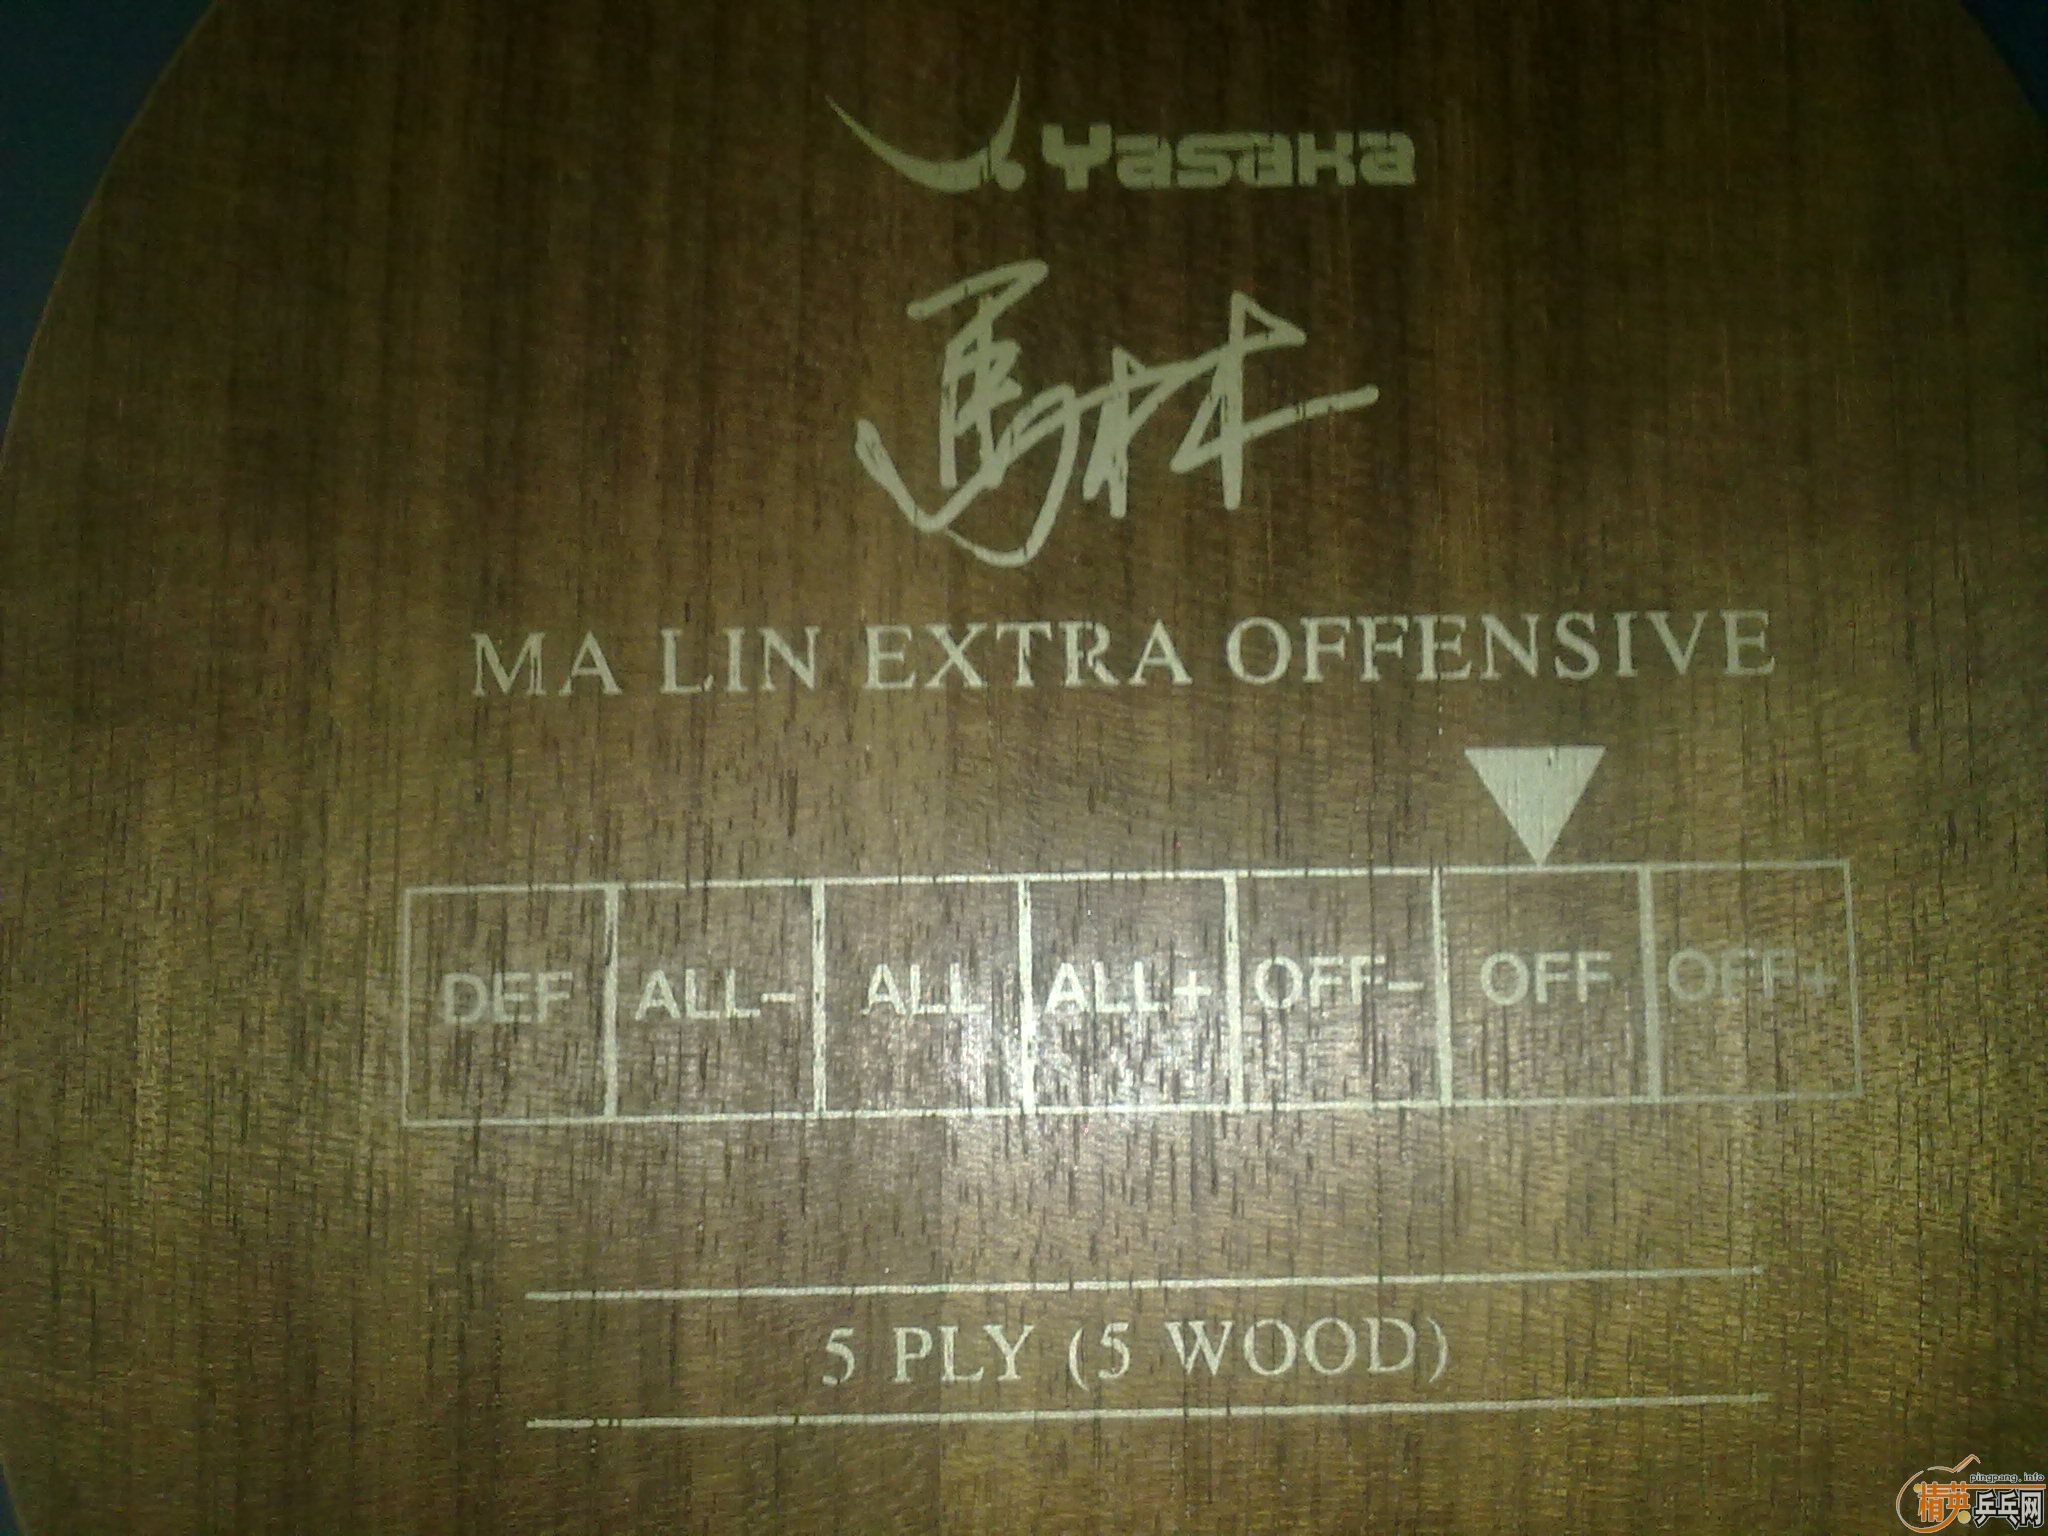 Yasaka
馬林
MA LIN EXTRA OFFENSIVE
DEF ALL- ALL ALL+ OFF- OFF OFF+
5 PLY (5 WOOD)
pingpang.info
精英乒乓网